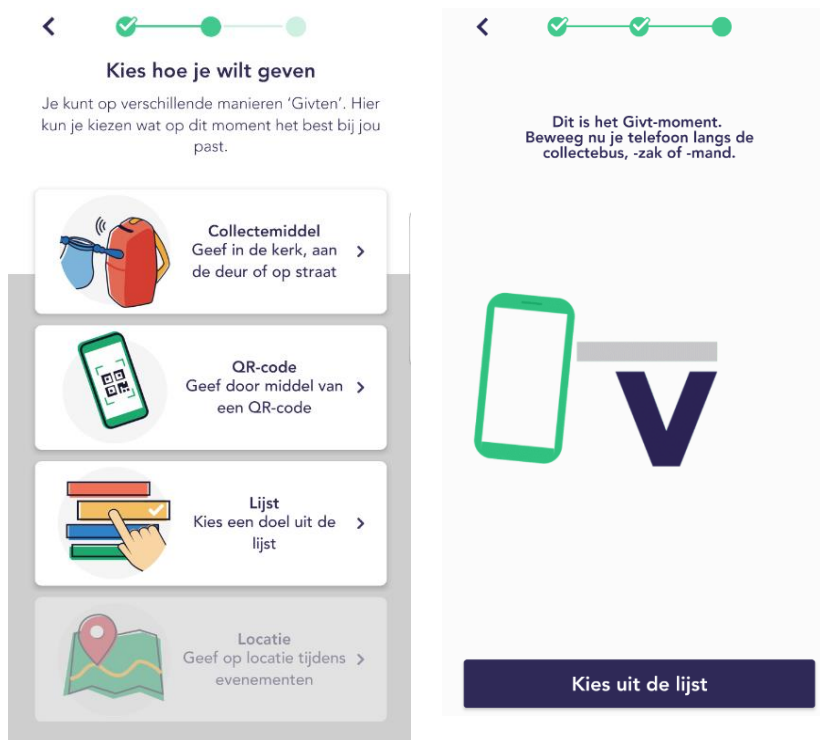 Kies hoe je wilt geven
Je kunt op verschillende manieren ‘Givten’. Hier
kun je kiezen wat op dit moment het best bij jou
past.
Collectemiddel
Geef in de kerk, aan
de deur of op straat
QR-code
Geef door middel van
een QR-code
Lijst
Kies een doel uit de
lijst
Locatie
Geef op locatie tijdens
evenementen
Dit is het Givt-moment.
Beweeg nu je telefoon langs de
collectebus, -zak of -mand.
Kies uit de lijst